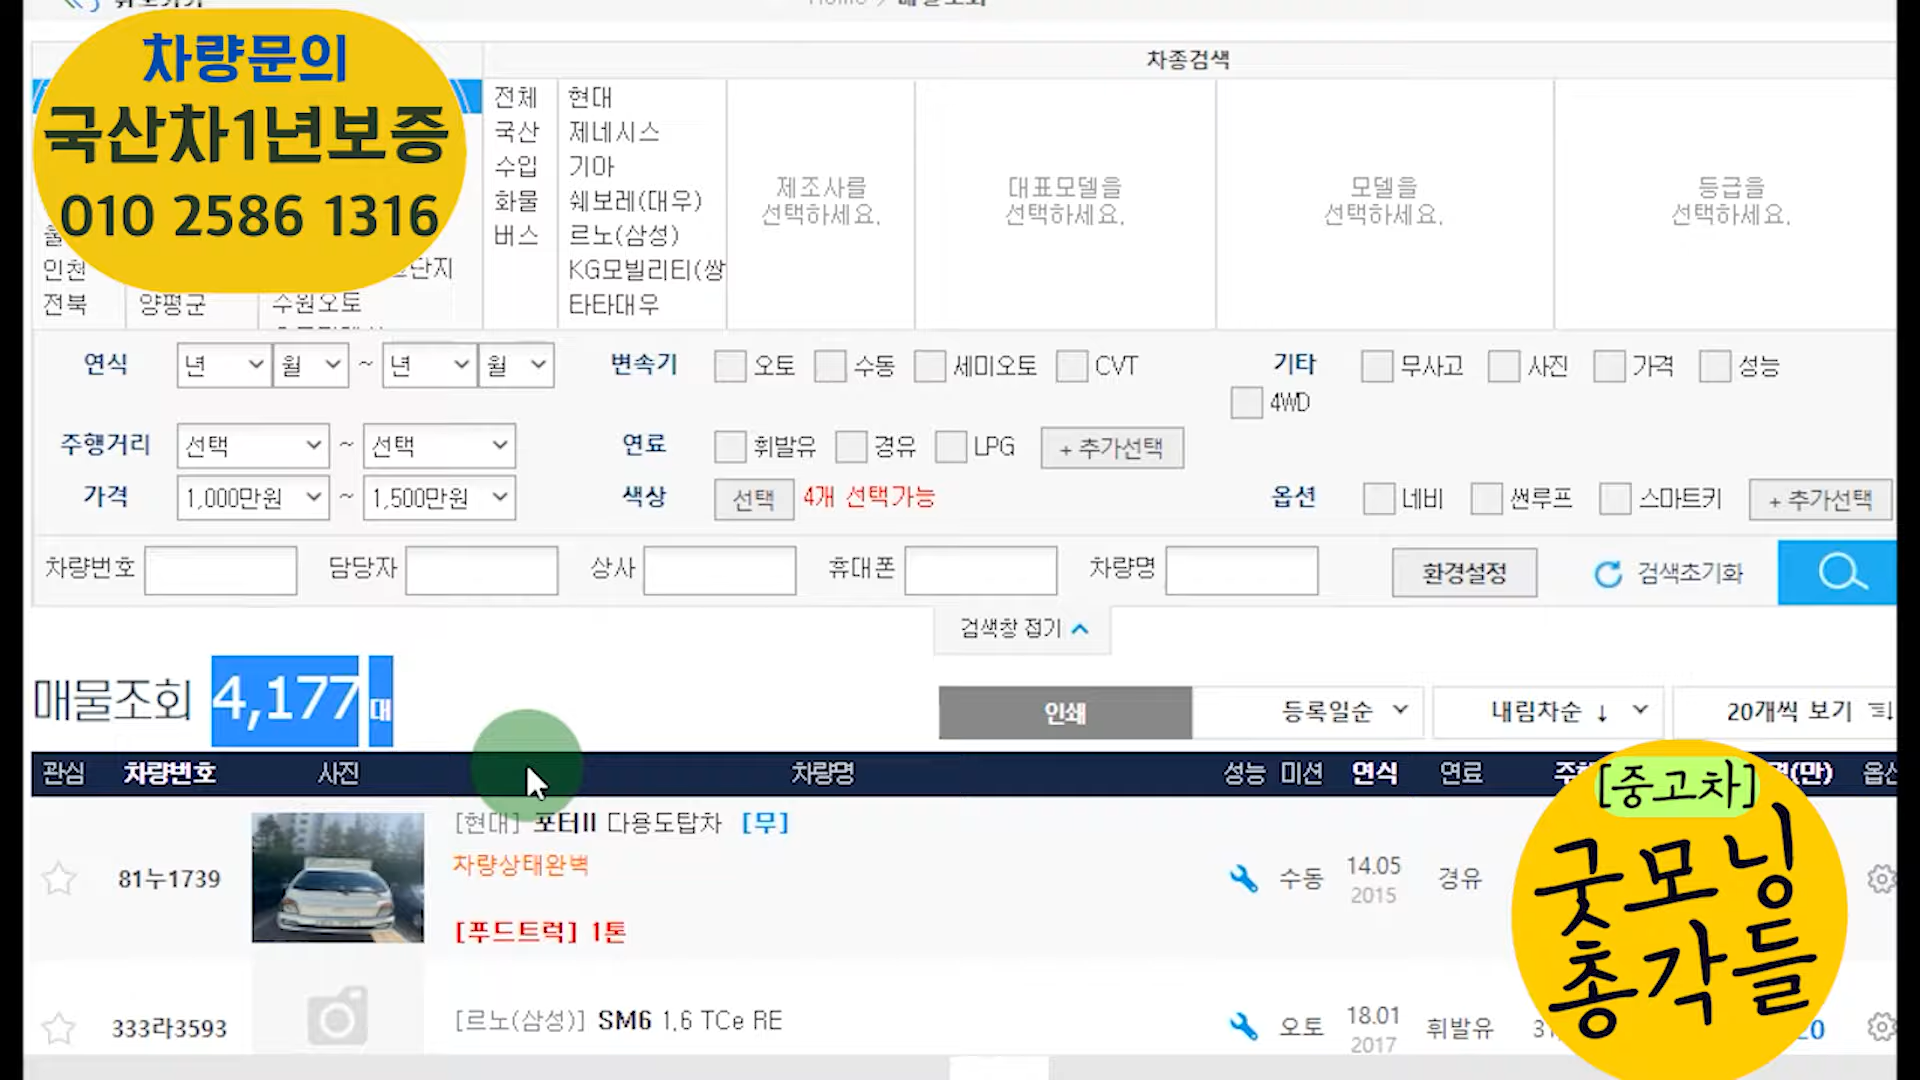 Home > 매물조회
차량문의
국산차1년보증
010 2586 1316
인천
전북
양평군
수원오토
단지
차종검색
전체
국산
수입
화물
버스
현대
제네시스
기아
쉐보레(대우)
르노(삼성)
KG모빌리티(쌍
타타대우
제조사를
선택하세요.
대표모델을
선택하세요.
모델을
선택하세요.
등급을
선택하세요.
연식 년 월 ~ 년 월 변속기 오토 수동 세미오토 CVT 기타 무사고 사진 가격 성능
4WD
주행거리 선택 ~ 선택 연료 휘발유 경유 LPG + 추가선택
가격 1,000만원 ~ 1,500만원 색상 선택 4개 선택가능 옵션 네비 썬루프 스마트키 + 추가선택
차량번호 담당자 상사 휴대폰 차량명 환경설정 검색초기화
검색창 접기
매물조회 4,177대
인쇄 등록일순 내림차순 ↓ 20개씩 보기
관심 차량번호 사진 차량명 성능 미션 연식 연료 (만) 옵션
[현대] 포터II 다용도탑차 [무]
차량상태완벽
[푸드트럭] 1톤
81누1739
수동 14.05 경유
2015
333라3593
[르노(삼성)] SM6 1.6 TCe RE
오토 18.01 휘발유
2017
[중고차]
굿모닝
총각들